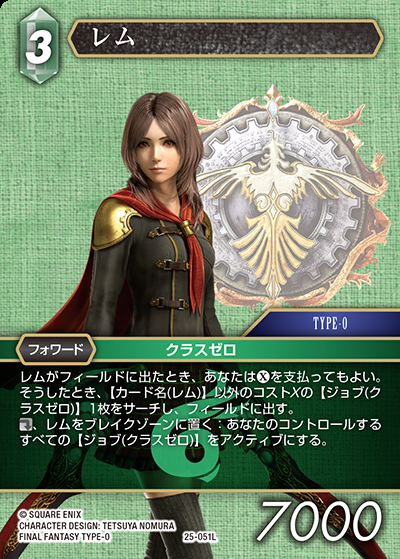 3
レム
TYPE-0
フォワード
クラスゼロ
レムがフィールドに出たとき、あなたはⓍを支払ってもよい。
そうしたとき、【カード名(レム)】以外のコストXの【ジョブ(ク
ラスゼロ)】1枚をサーチし、フィールドに出す。
、レムをブレイクゾーンに置く：あなたのコントロールする
すべての【ジョブ(クラスゼロ)】をアクティブにする。
© SQUARE ENIX
CHARACTER DESIGN: TETSUYA NOMURA
FINAL FANTASY TYPE-0
25-051L
7000